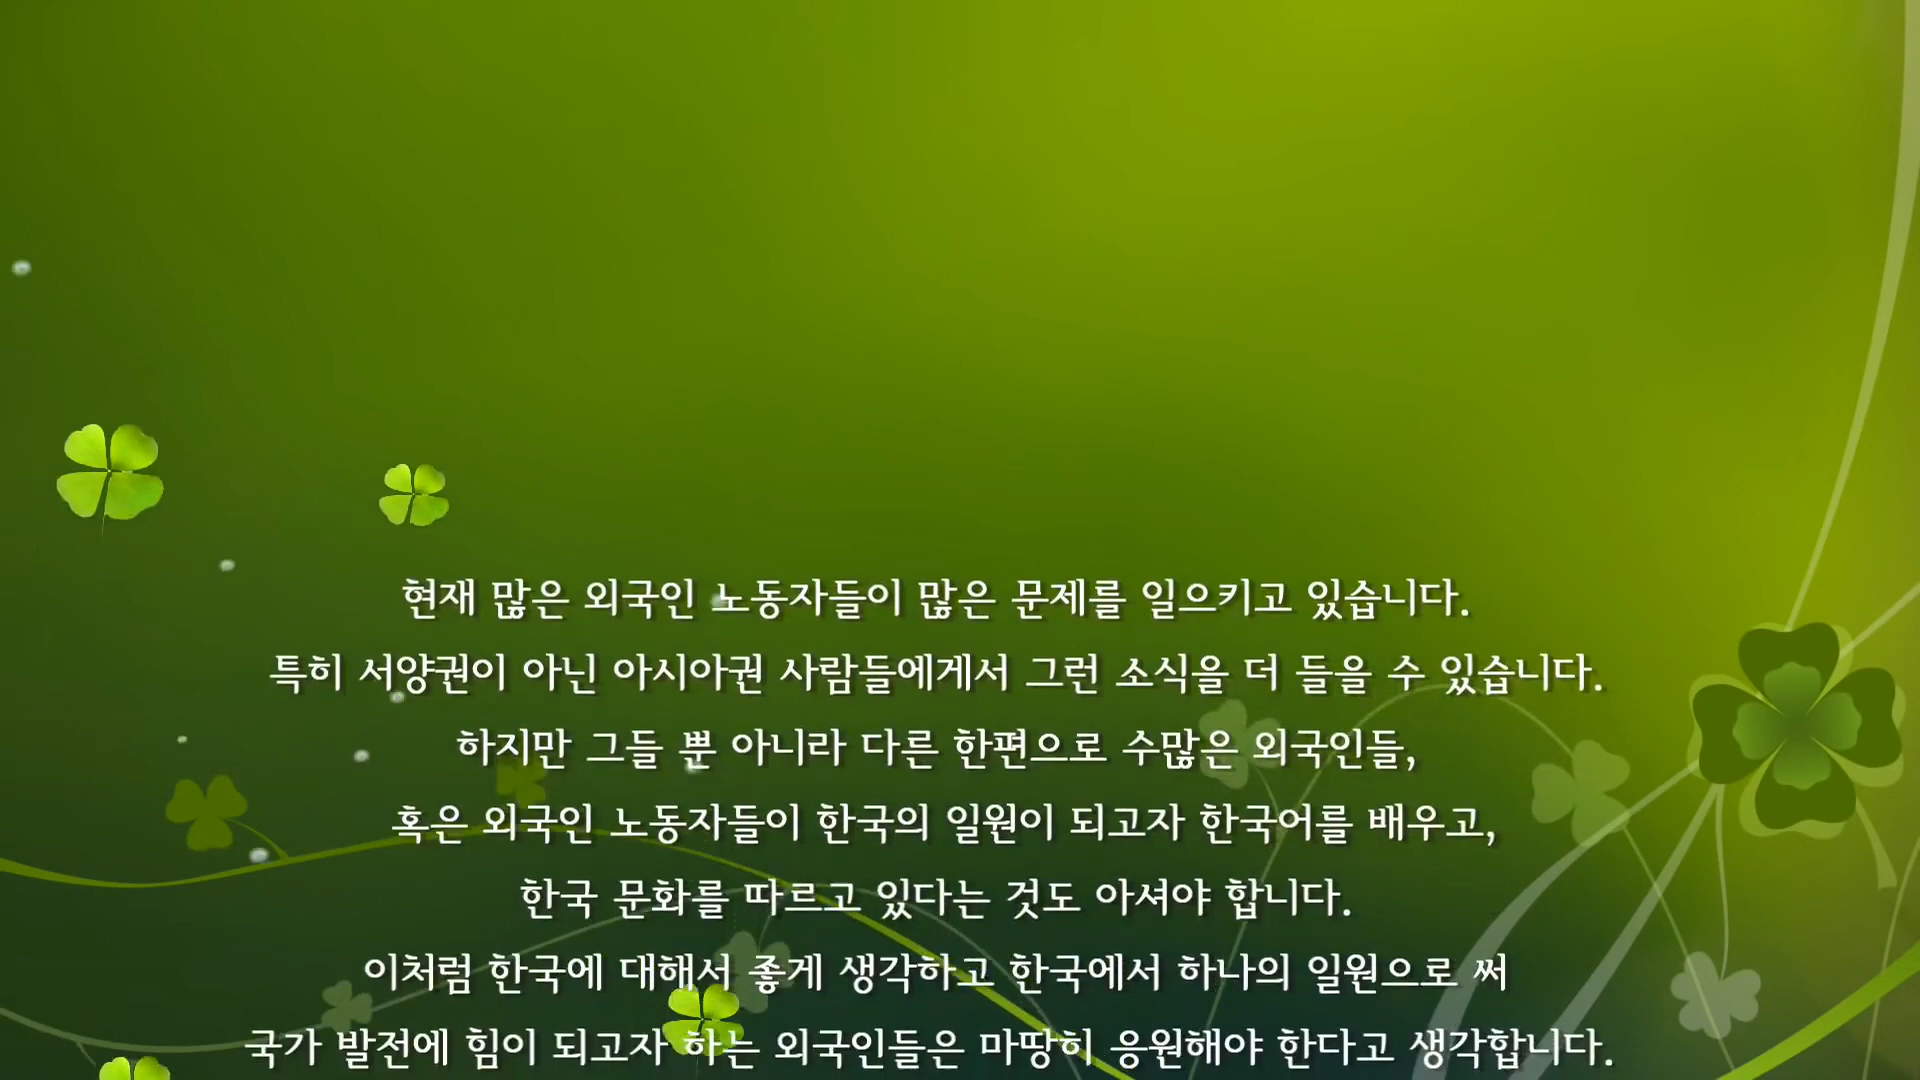 현재 많은 외국인 노동자들이 많은 문제를 일으키고 있습니다.
특히 서양권이 아닌 아시아권 사람들에게서 그런 소식을 더 들을 수 있습니다.
하지만 그들 뿐 아니라 다른 한편으로 수많은 외국인들,
혹은 외국인 노동자들이 한국의 일원이 되고자 한국어를 배우고,
한국 문화를 따르고 있다는 것도 아셔야 합니다.
이처럼 한국에 대해서 좋게 생각하고 한국에서 하나의 일원으로 써
국가 발전에 힘이 되고자 하는 외국인들은 마땅히 응원해야 한다고 생각합니다.